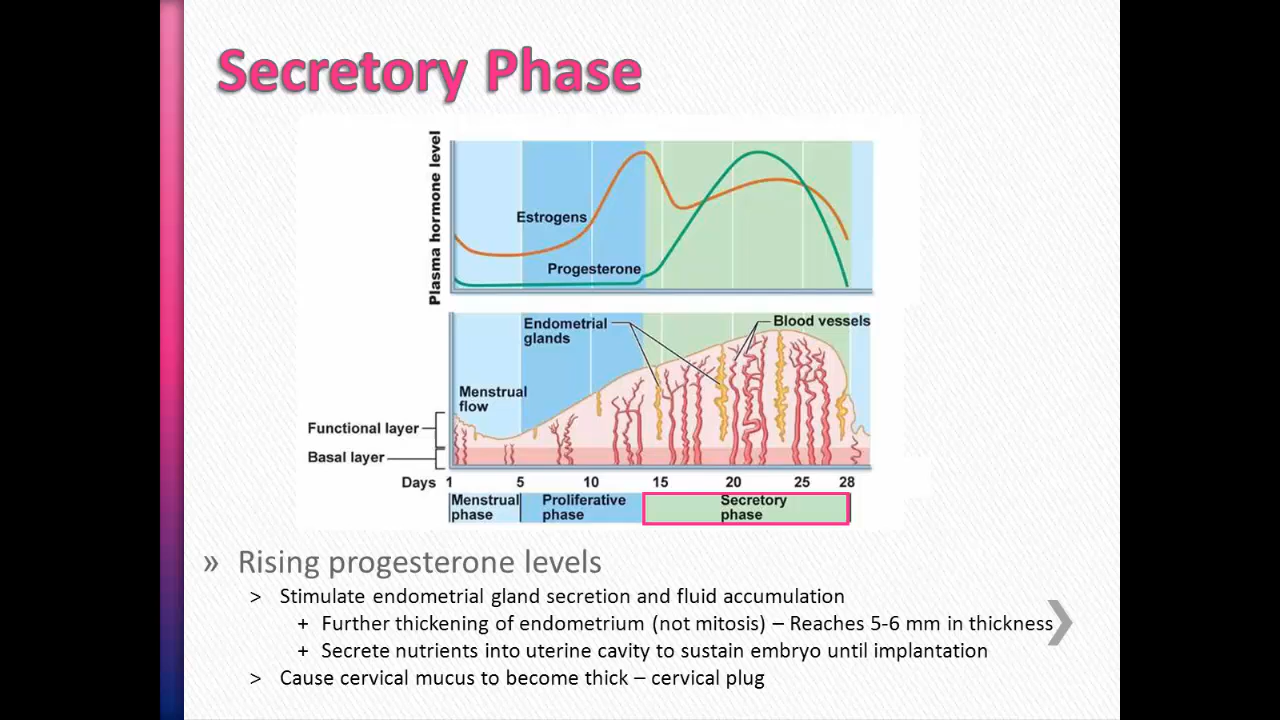 Secretory Phase
Plasma hormone level
Estrogens
Progesterone
Endometrial
glands
Blood vessels
Menstrual
flow
Functional layer
Basal layer
Days 1 5 10 15 20 25 28
Menstrual
phase
Proliferative
phase
Secretory
phase
» Rising progesterone levels
> Stimulate endometrial gland secretion and fluid accumulation
+ Further thickening of endometrium (not mitosis) – Reaches 5-6 mm in thickness
+ Secrete nutrients into uterine cavity to sustain embryo until implantation
> Cause cervical mucus to become thick – cervical plug